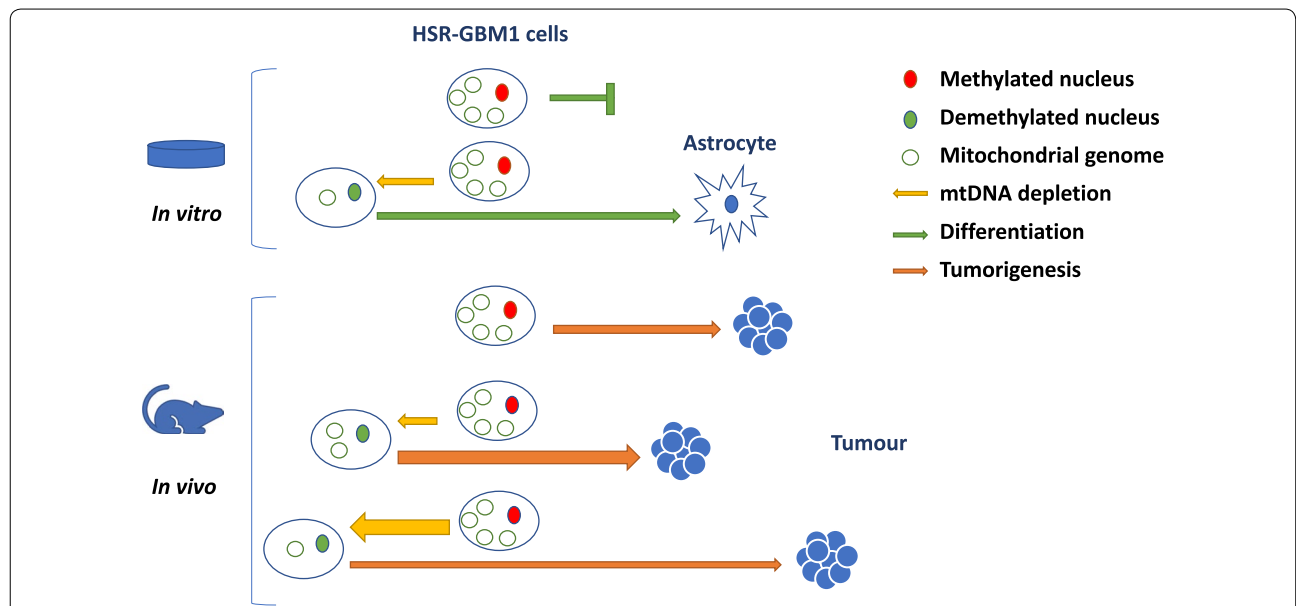 HSR-GBM1 cells
Methylated nucleus
Demethylated nucleus
Mitochondrial genome
mtDNA depletion
Differentiation
Tumorigenesis
Astrocyte
In vitro
Tumour
In vivo